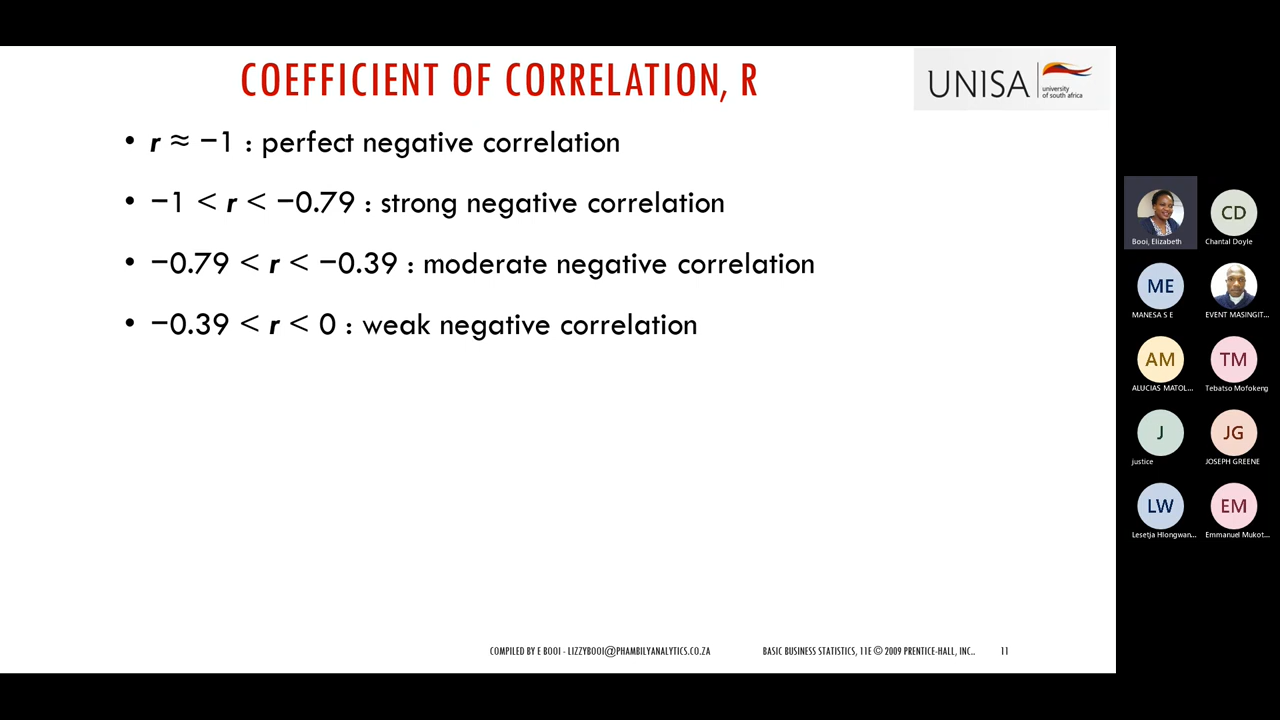 COEFFICIENT OF CORRELATION, R
UNISA
university
of south africa
• r ≈ −1 : perfect negative correlation
• −1 < r < −0.79 : strong negative correlation
• −0.79 < r < −0.39 : moderate negative correlation
• −0.39 < r < 0 : weak negative correlation
COMPILED BY E BOOI - LIZZYBOOI@PHAMBILYANALYTICS.CO.ZA
BASIC BUSINESS STATISTICS, 11E © 2009 PRENTICE-HALL, INC..
11
Booi, Elizabeth
CD
Chantal Doyle
ME
MANESA S E
EVENT MASINGIT...
AM
ALUCIAS MATOL...
TM
Tebatso Mofokeng
J
justice
JG
JOSEPH GREENE
LW
Lesetja Hlongwan...
EM
Emmanuel Mukot...